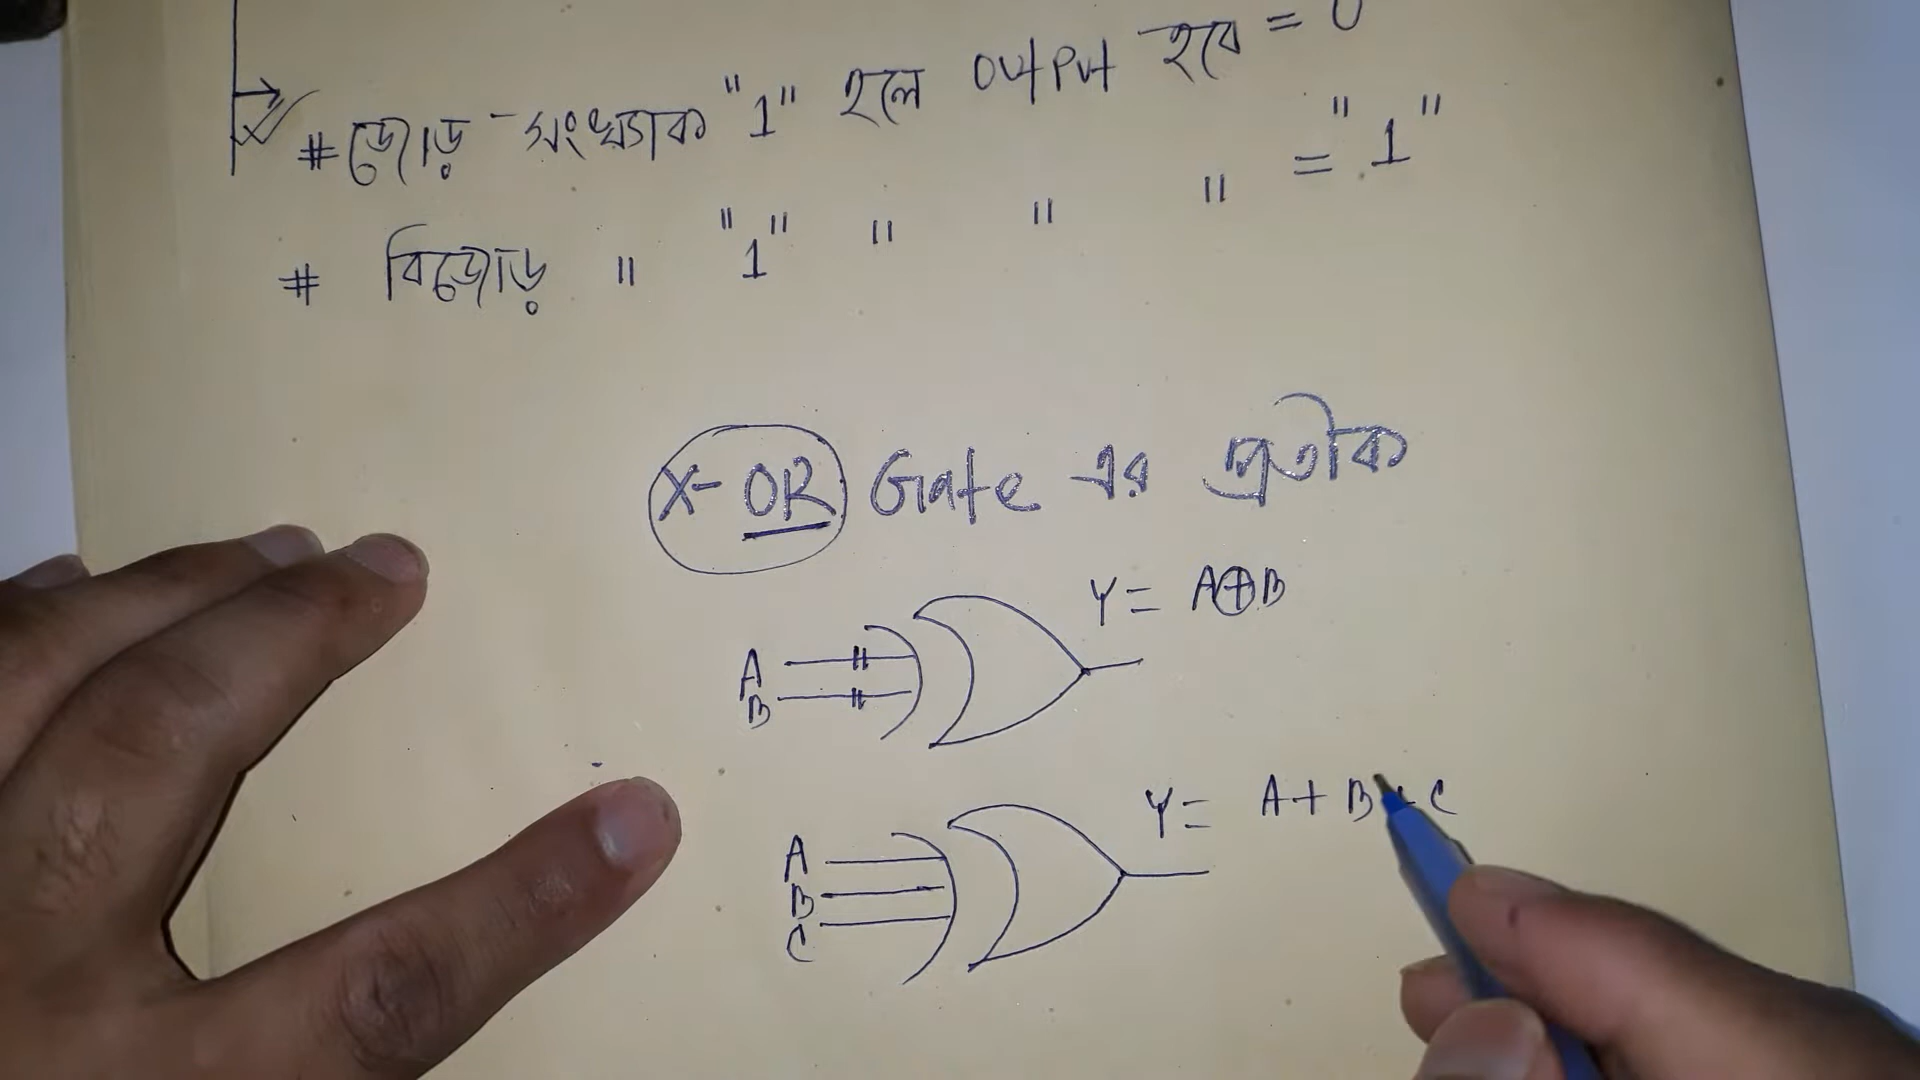 # জোড় - সংখ্যক "1" হলে Output হবে = 0
# বিজোড় " "1" " " " = "1"
X-OR Gate এর প্রতীক
Y = A⊕B
A
B
Y = A + B + C
A
B
C